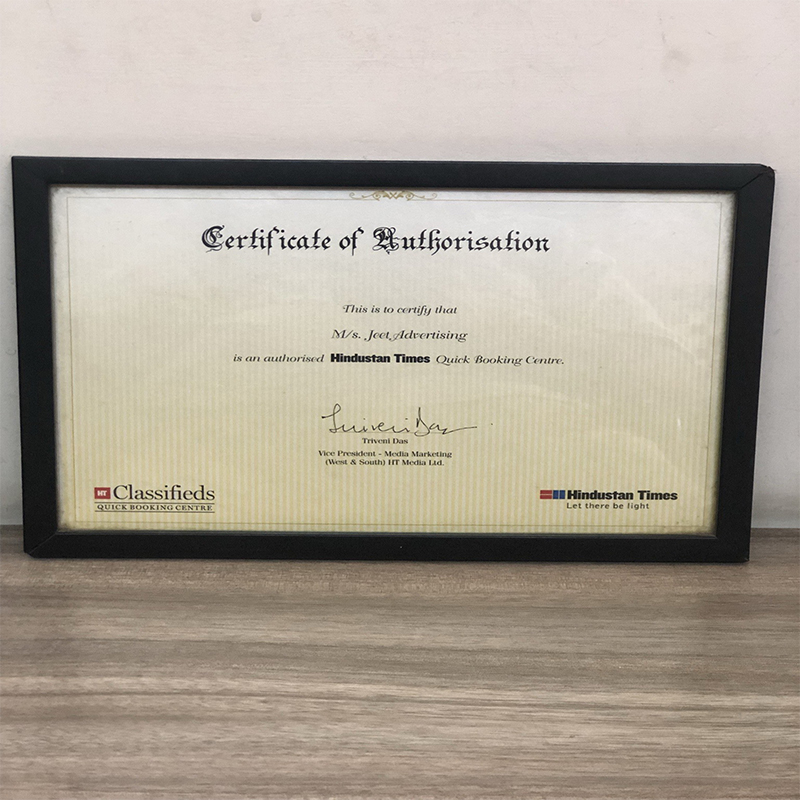 Certificate of Authorisation
This is to certify that
M/s. Jeet Advertising
is an authorised Hindustan Times Quick Booking Centre.
Triveni Das
Triveni Das
Vice President - Media Marketing
(West & South) HT Media Ltd.
HT Classifieds
QUICK BOOKING CENTRE
Hindustan Times
Let there be light